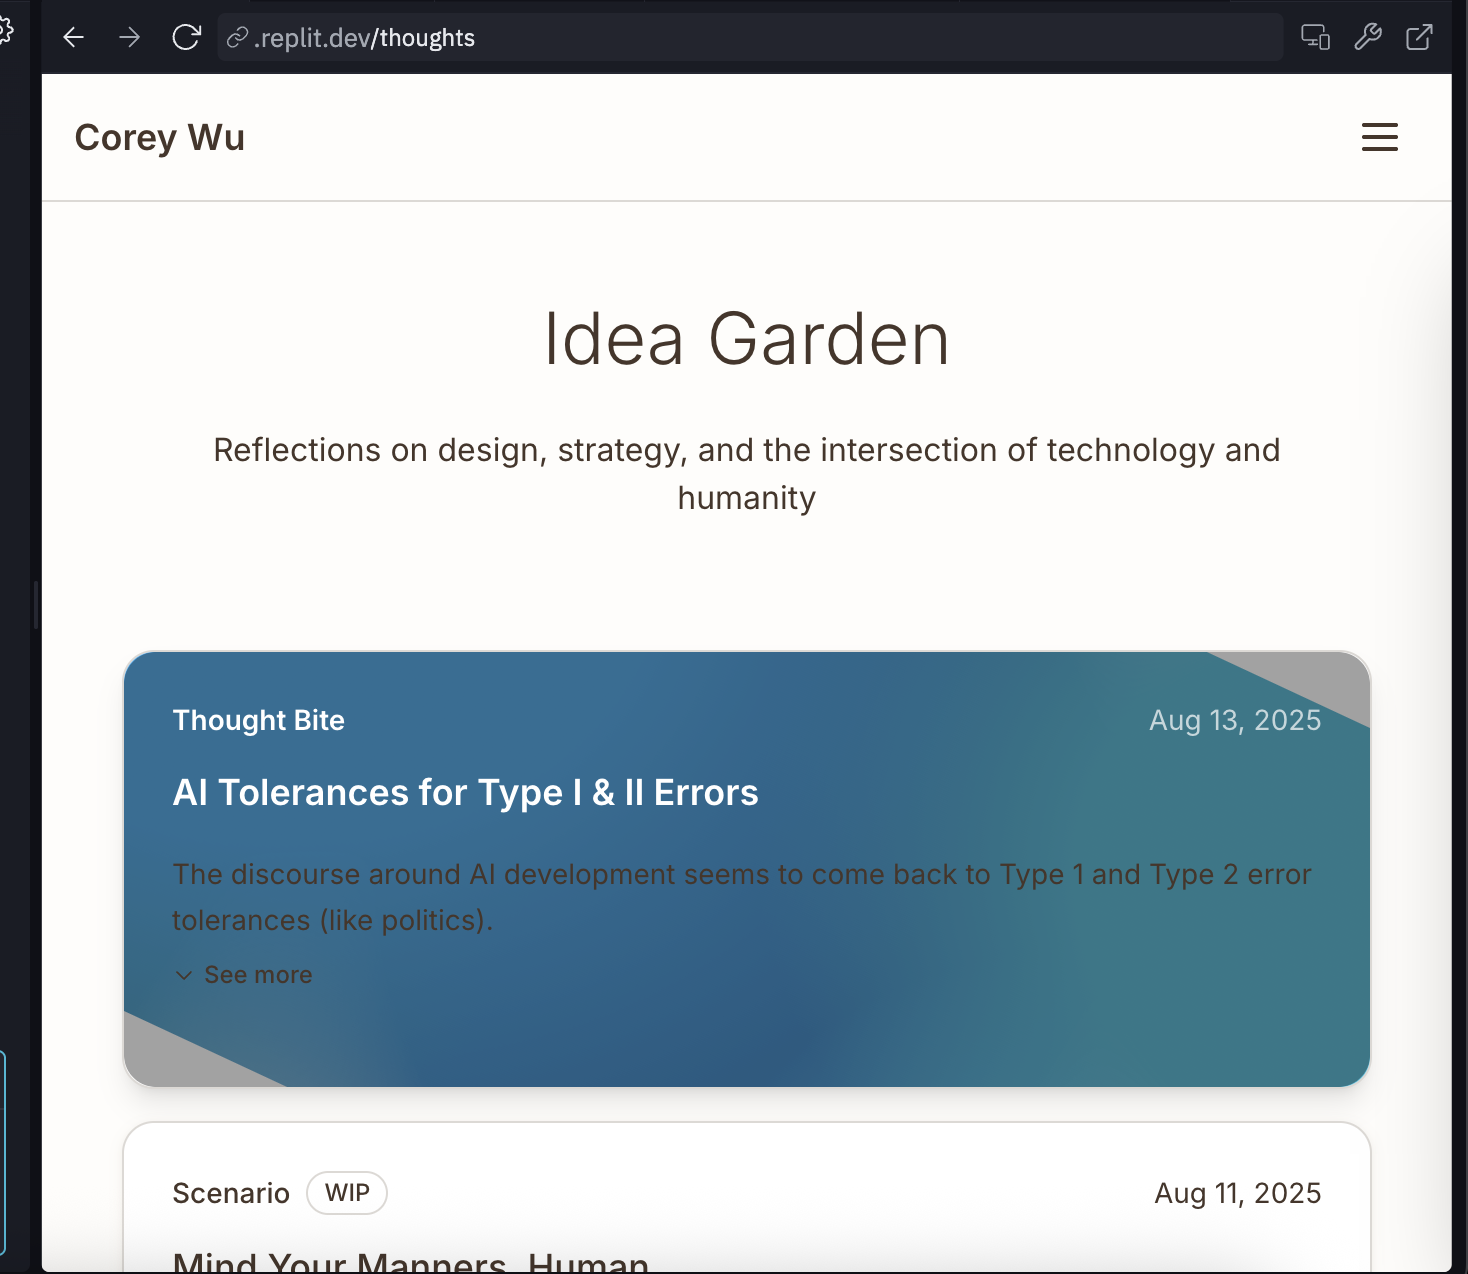 .replit.dev/thoughts
Corey Wu
Idea Garden
Reflections on design, strategy, and the intersection of technology and
humanity
Thought Bite
Aug 13, 2025
AI Tolerances for Type I & II Errors
The discourse around AI development seems to come back to Type 1 and Type 2 error
tolerances (like politics).
See more
Scenario
WIP
Aug 11, 2025
Mind Your Manners, Human